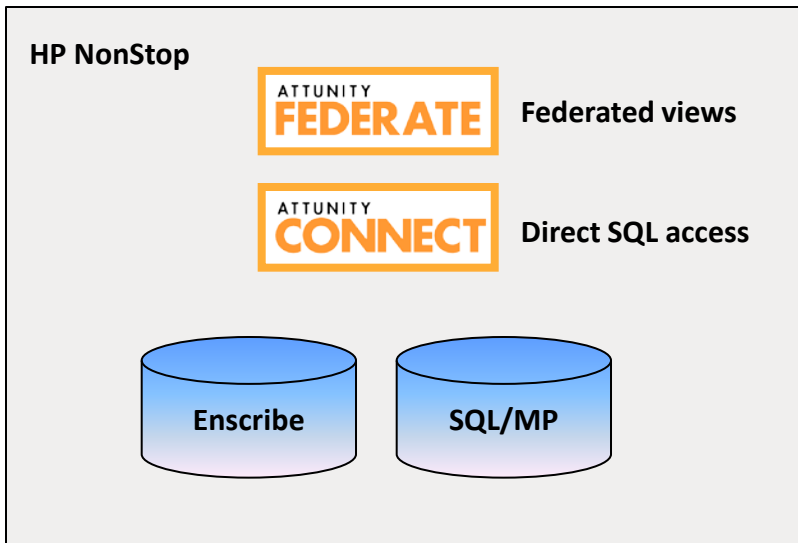 HP NonStop
ATTUNITY
FEDERATE
Federated views
ATTUNITY
CONNECT
Direct SQL access
Enscribe
SQL/MP